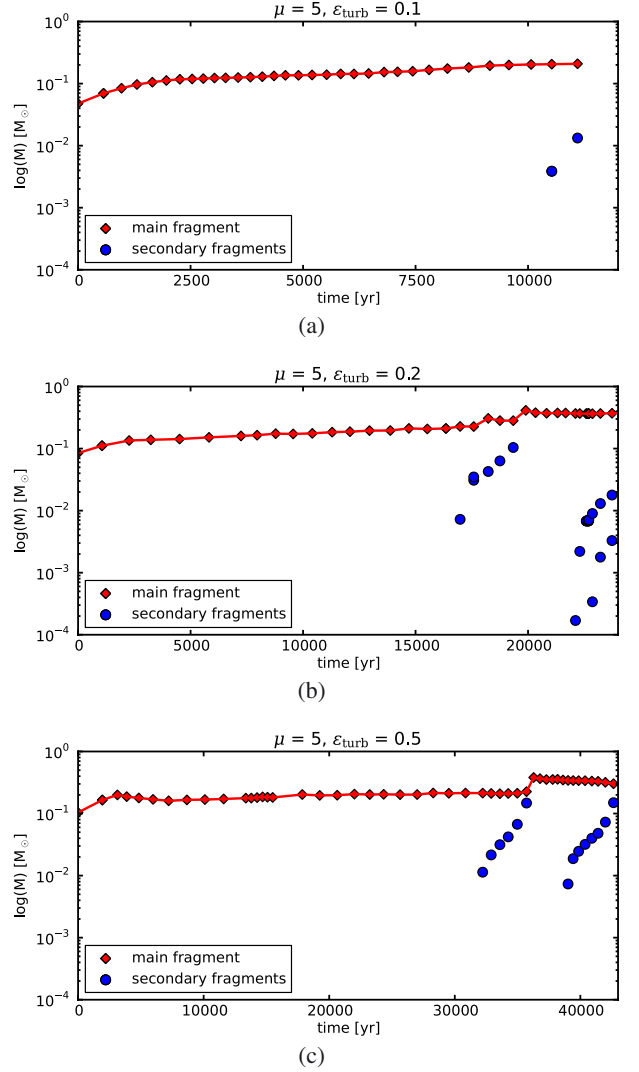 μ = 5, ε_turb = 0.1
10^0
10^-1
10^-2
10^-3
10^-4
log(M) [M_⊙]
main fragment
secondary fragments
0 2500 5000 7500 10000
time [yr]
(a)
μ = 5, ε_turb = 0.2
10^0
10^-1
10^-2
10^-3
10^-4
log(M) [M_⊙]
main fragment
secondary fragments
0 5000 10000 15000 20000
time [yr]
(b)
μ = 5, ε_turb = 0.5
10^0
10^-1
10^-2
10^-3
10^-4
log(M) [M_⊙]
main fragment
secondary fragments
0 10000 20000 30000 40000
time [yr]
(c)